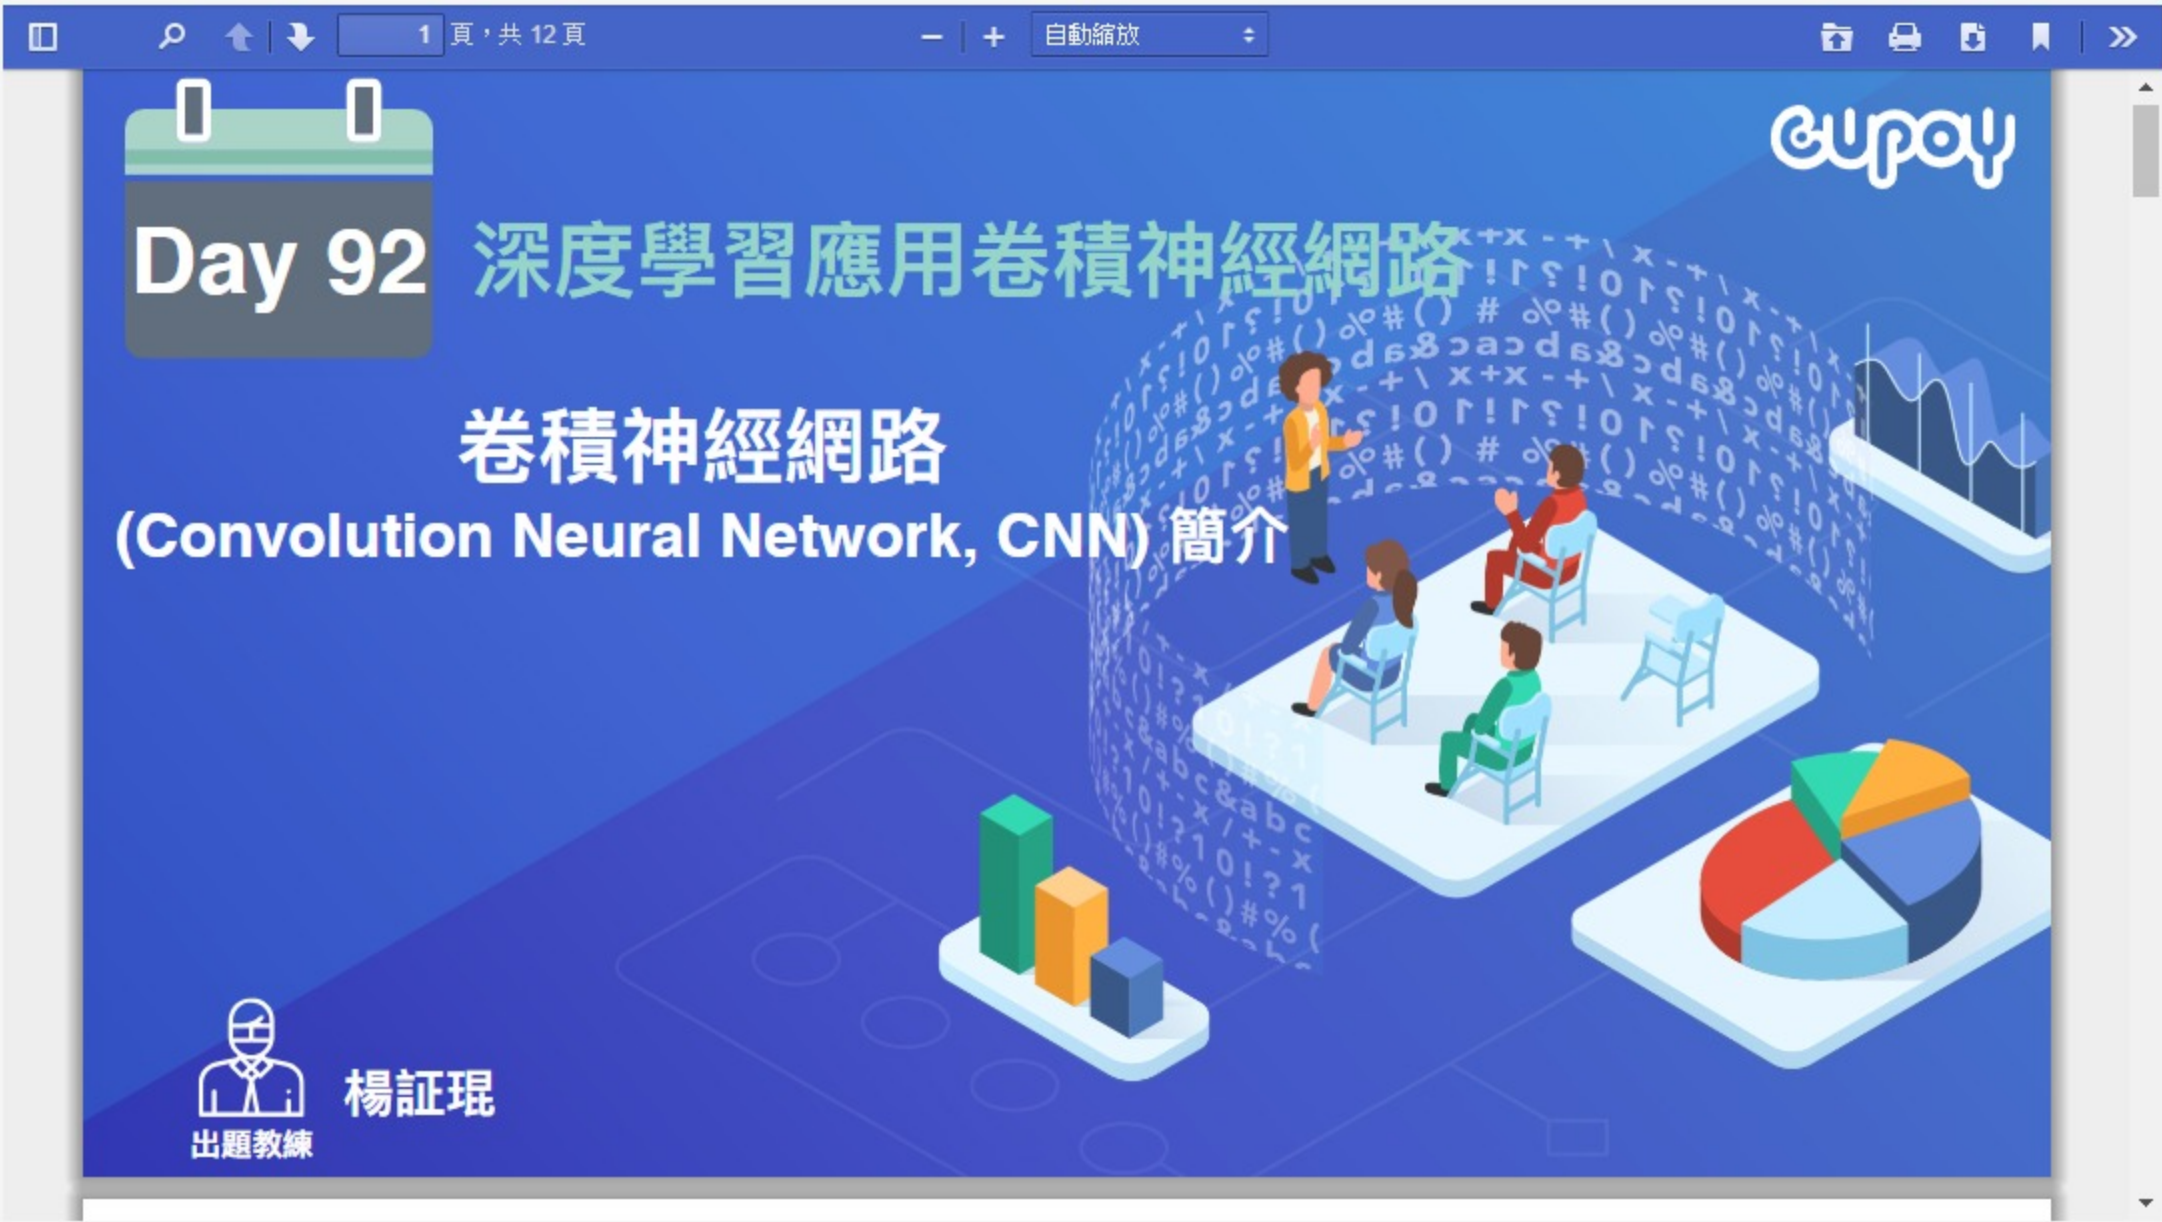 1 頁，共 12 頁
自動縮放
cupoy
Day 92
深度學習應用卷積神經網路
卷積神經網路
(Convolution Neural Network, CNN) 簡介
楊証琨
出題教練